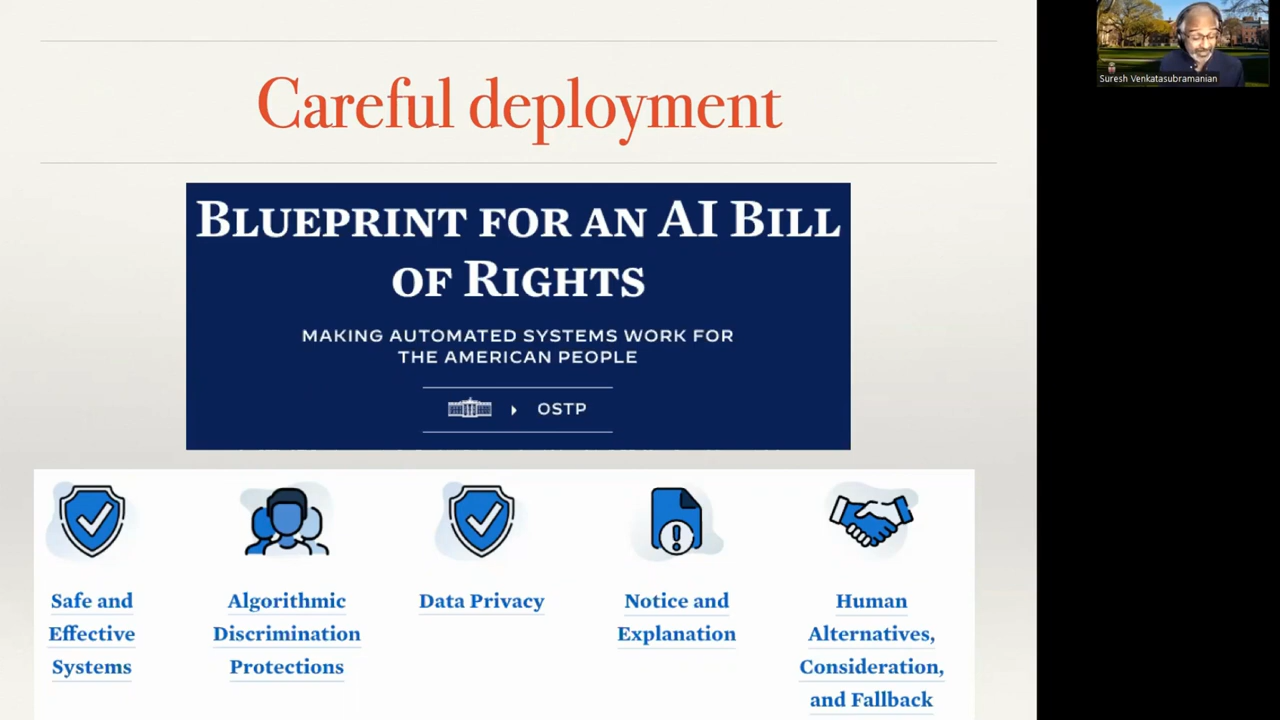 Careful deployment
BLUEPRINT FOR AN AI BILL
OF RIGHTS
MAKING AUTOMATED SYSTEMS WORK FOR
THE AMERICAN PEOPLE
OSTP
Safe and
Effective
Systems
Algorithmic
Discrimination
Protections
Data Privacy
Notice and
Explanation
Human
Alternatives,
Consideration,
and Fallback
Suresh Venkatasubramanian